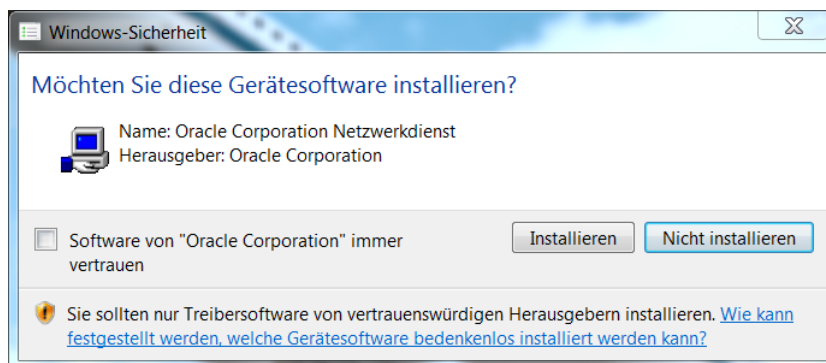 Windows-Sicherheit
Möchten Sie diese Gerätesoftware installieren?
Name: Oracle Corporation Netzwerkdienst
Herausgeber: Oracle Corporation
Software von "Oracle Corporation" immer
vertrauen
Installieren
Nicht installieren
Sie sollten nur Treibersoftware von vertrauenswürdigen Herausgebern installieren. Wie kann
festgestellt werden, welche Gerätesoftware bedenkenlos installiert werden kann?